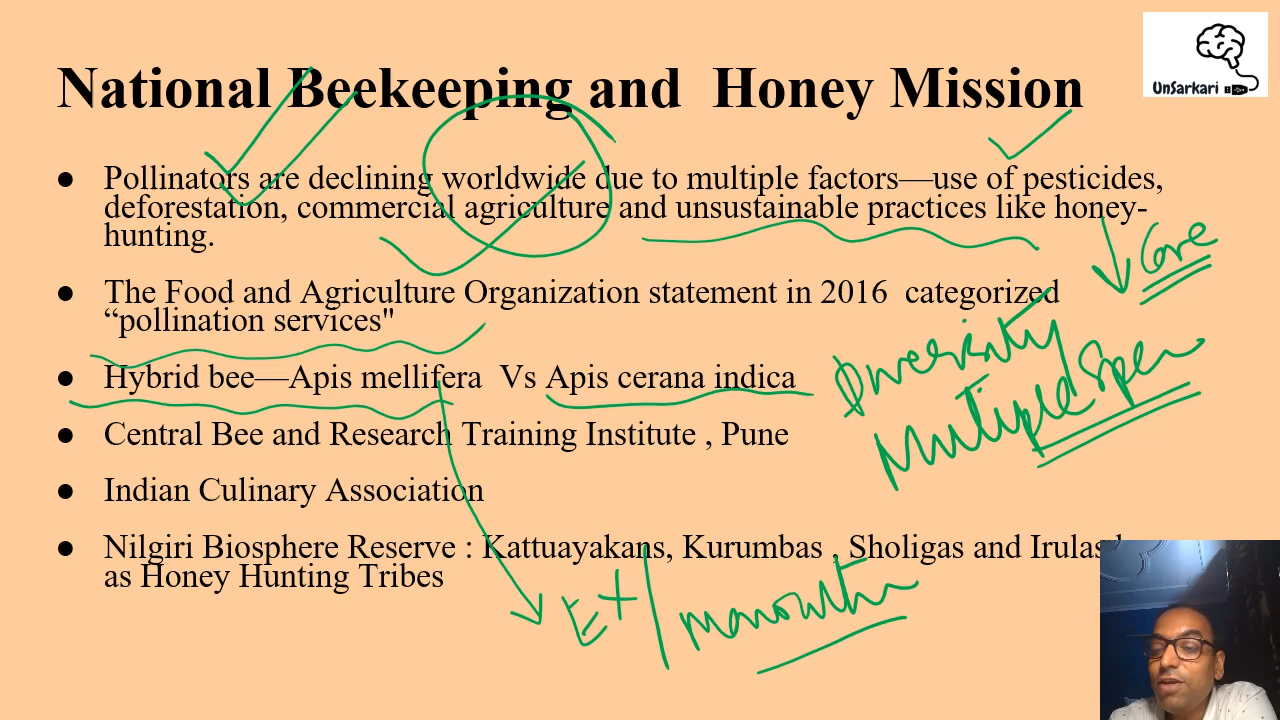 National Beekeeping and Honey Mission
UnSarkari
● Pollinators are declining worldwide due to multiple factors—use of pesticides,
deforestation, commercial agriculture and unsustainable practices like honey-
hunting.
● The Food and Agriculture Organization statement in 2016 categorized
“pollination services"
● Hybrid bee—Apis mellifera Vs Apis cerana indica
● Central Bee and Research Training Institute , Pune
● Indian Culinary Association
● Nilgiri Biosphere Reserve : Kattuayakans, Kurumbas , Sholigas and Irulas
as Honey Hunting Tribes
Diversity
Multiple